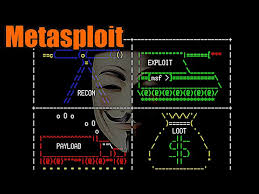 Metasploit
RECON
EXPLOIT
[msf >]
PAYLOAD
LOOT